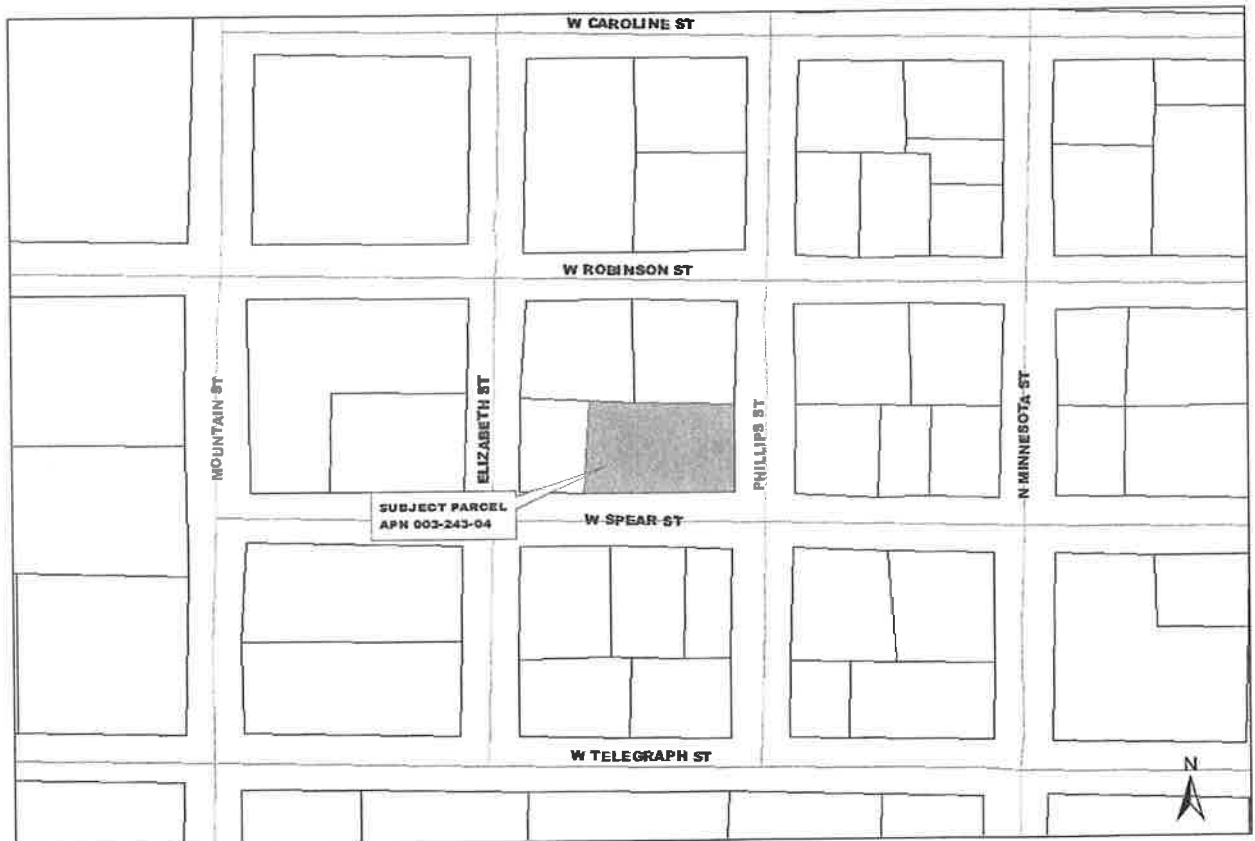 W CAROLINE ST
W ROBINSON ST
MOUNTAIN ST
ELIZABETH ST
PHILLIPS ST
N MINNESOTA ST
SUBJECT PARCEL
APN 003-243-04
W SPEAR ST
W TELEGRAPH ST
N